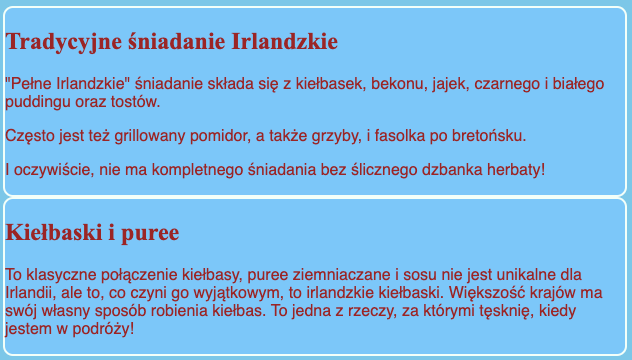 Tradycyjne śniadanie Irlandzkie
"Pełne Irlandzkie" śniadanie składa się z kiełbasek, bekonu, jajek, czarnego i białego
puddingu oraz tostów.
Często jest też grillowany pomidor, a także grzyby, i fasolka po bretońsku.
I oczywiście, nie ma kompletnego śniadania bez ślicznego dzbanka herbaty!
Kiełbaski i puree
To klasyczne połączenie kiełbasy, puree ziemniaczane i sosu nie jest unikalne dla
Irlandii, ale to, co czyni go wyjątkowym, to irlandzkie kiełbaski. Większość krajów ma
swój własny sposób robienia kiełbas. To jedna z rzeczy, za którymi tęsknię, kiedy
jestem w podróży!